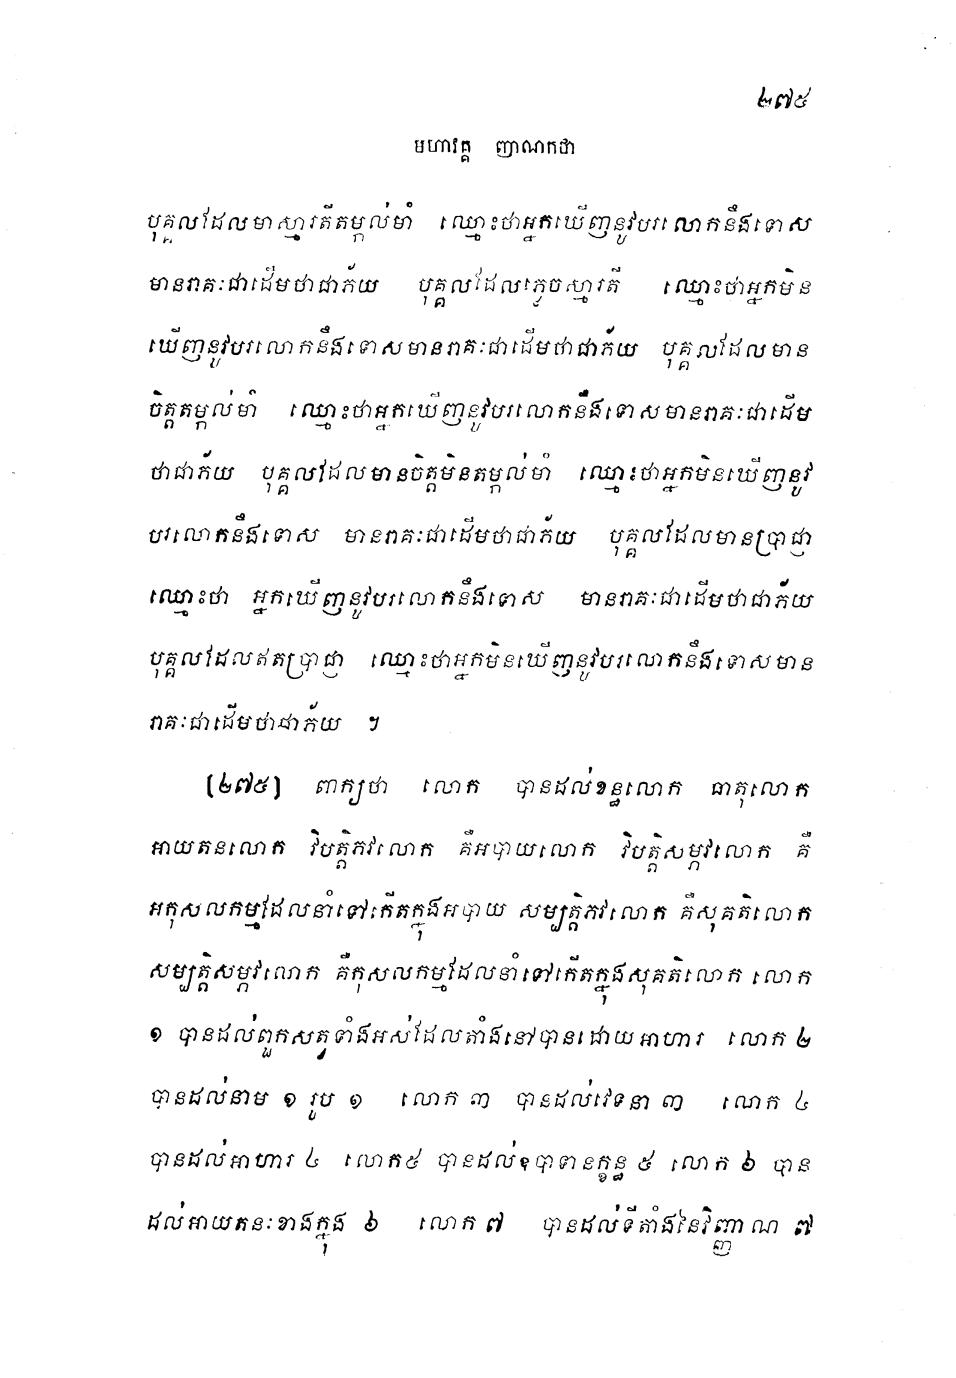 ២៧៥
មហាវគ្គ ញាណកថា
បុគ្គលដែលមាស្មារតីតម្កល់មាំ ឈ្មោះថាអ្នកឃើញនូវបរលោកនឹងទោស
មានរាគៈជាដើមថាជាភ័យ បុគ្គលដែលភ្លេចស្មារតី ឈ្មោះថាអ្នកមិន
ឃើញនូវបរលោកនឹងទោសមានរាគៈជាដើមថាជាភ័យ បុគ្គលដែលមាន
ចិត្តតម្កល់មាំ ឈ្មោះថាអ្នកឃើញនូវបរលោកនឹងទោសមានរាគៈជាដើម
ថាជាភ័យ បុគ្គលដែលមានចិត្តមិនតម្កល់មាំ ឈ្មោះថាអ្នកមិនឃើញនូវ
បរលោកនឹងទោស មានរាគៈជាដើមថាជាភ័យ បុគ្គលដែលមានប្រាជ្ញា
ឈ្មោះថា អ្នកឃើញនូវបរលោកនឹងទោស មានរាគៈជាដើមថាជាភ័យ
បុគ្គលដែលឥតប្រាជ្ញា ឈ្មោះថាអ្នកមិនឃើញនូវបរលោកនឹងទោសមាន
រាគៈជាដើមថាជាភ័យ ។
[២៧៥] ពាក្យថា លោក បានដល់ខន្ធលោក ធាតុលោក
អាយតនលោក វិបត្តិភវលោក គឺអបាយលោក វិបត្តិសម្ភវលោក គឺ
អកុសលកម្មដែលនាំទៅកើតក្នុងអបាយ សម្បត្តិភវលោក គឺសុគតិលោក
សម្បត្តិសម្ភវលោក គឺកុសលកម្មដែលនាំទៅកើតក្នុងសុគតិលោក លោក
១ បានដល់ពួកសត្វទាំងអស់ដែលតាំងនៅបានដោយអាហារ លោក ២
បានដល់នាម ១ រូប ១ លោក ៣ បានដល់វេទនា ៣ លោក ៤
បានដល់អាហារ ៤ លោក៥ បានដល់ឧបាទានក្ខន្ធ ៥ លោក ៦ បាន
ដល់អាយតនៈខាងក្នុង ៦ លោក ៧ បានដល់ទីតាំងនៃវិញ្ញាណ ៧